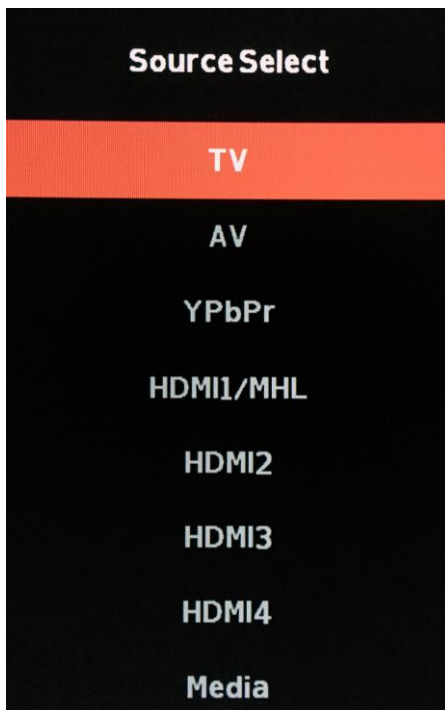 Source Select
TV
AV
YPbPr
HDMI1/MHL
HDMI2
HDMI3
HDMI4
Media